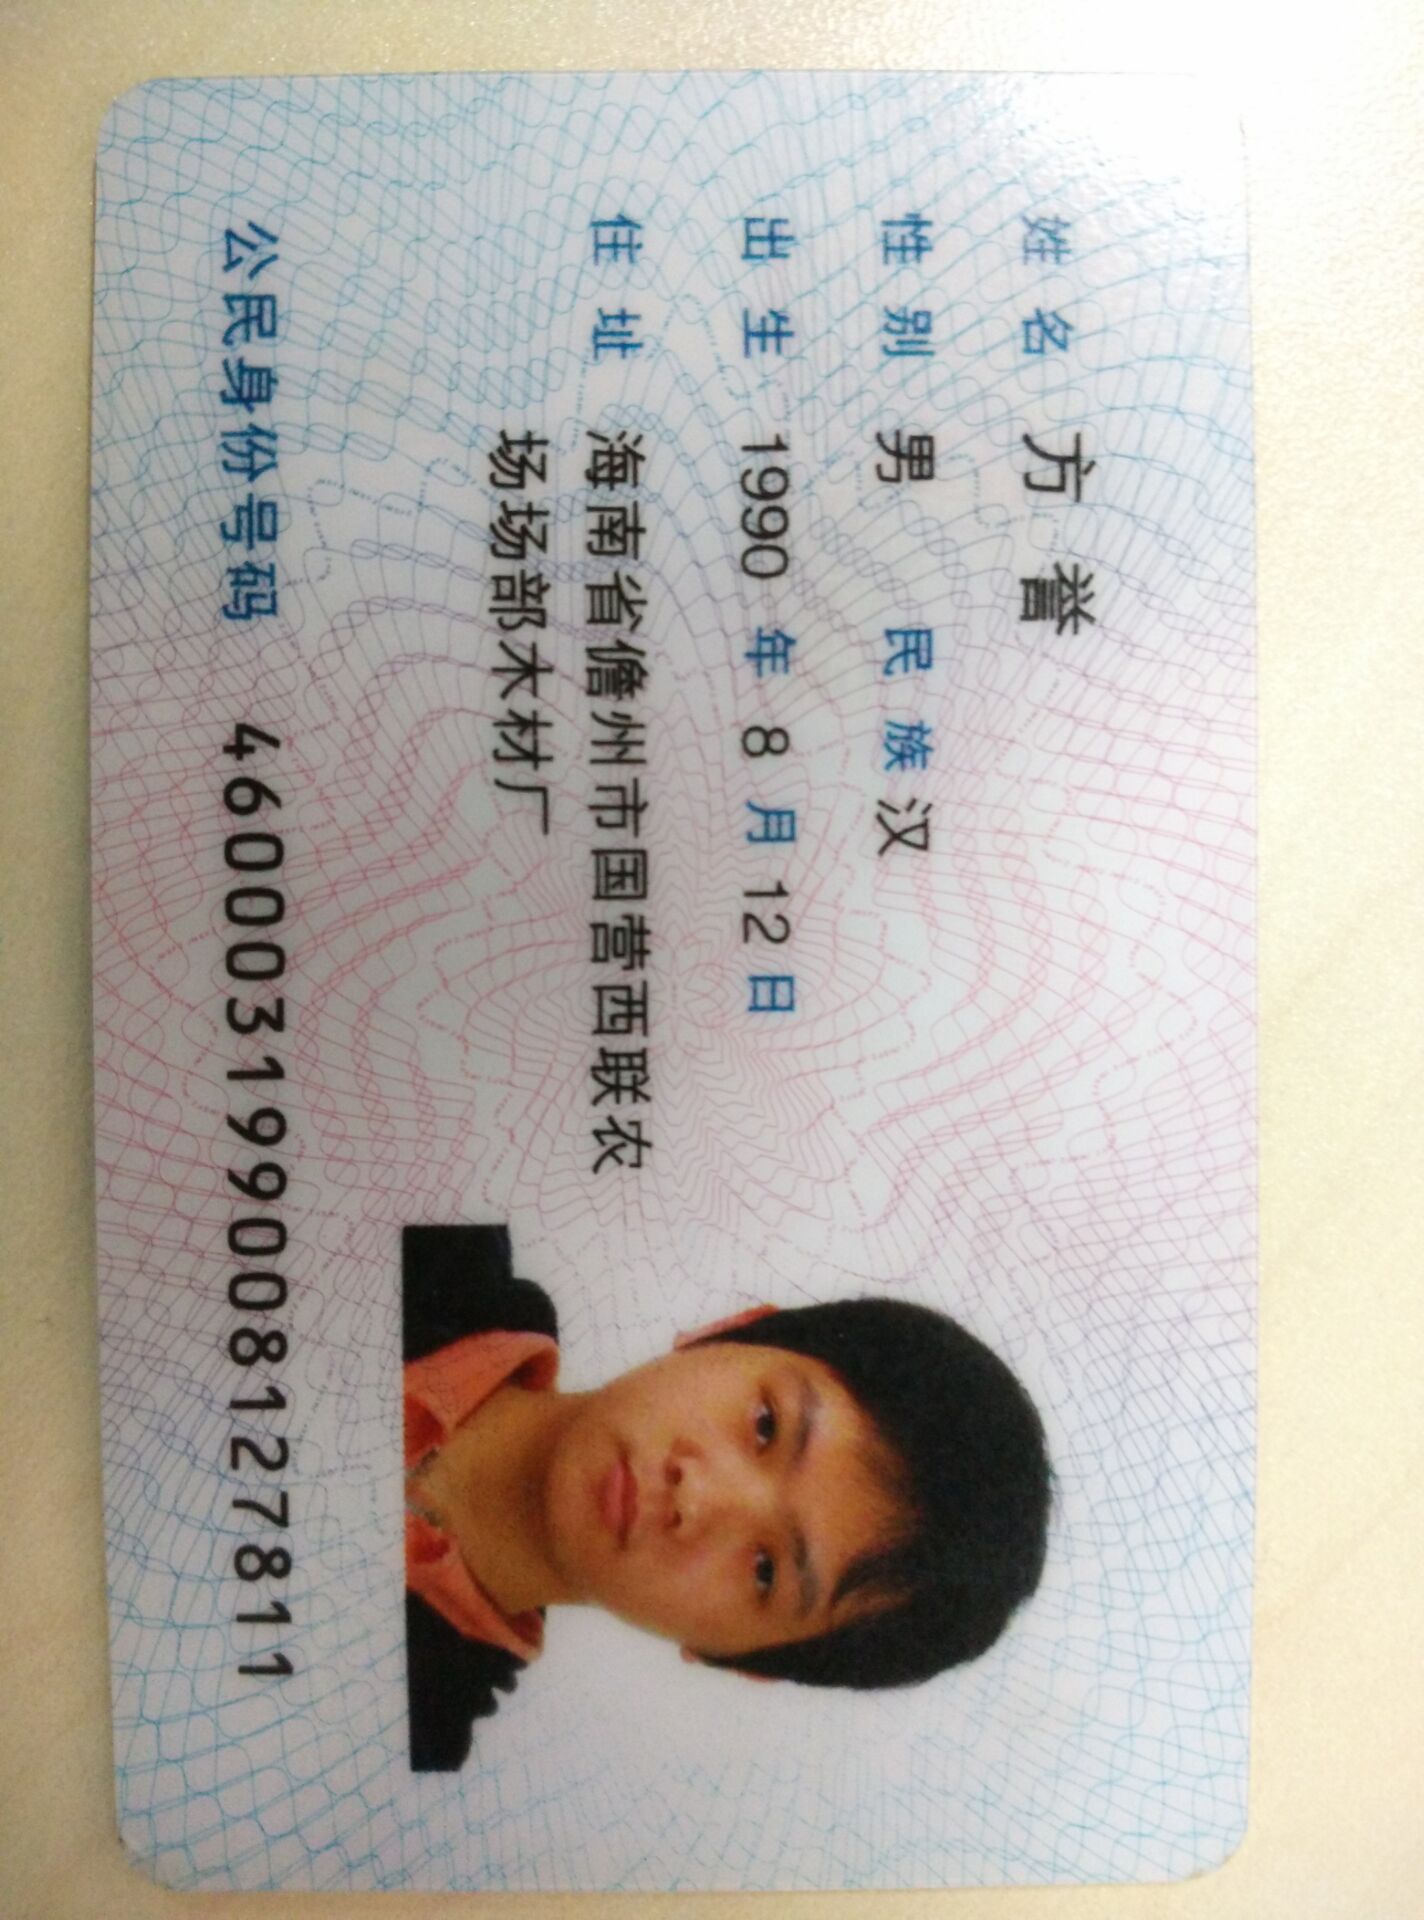 姓名 方誉
性别 男 民族 汉
出生 1990 年 8 月 12 日
住址 海南省儋州市国营西联农
场场部木材厂
公民身份号码 460003199008127811